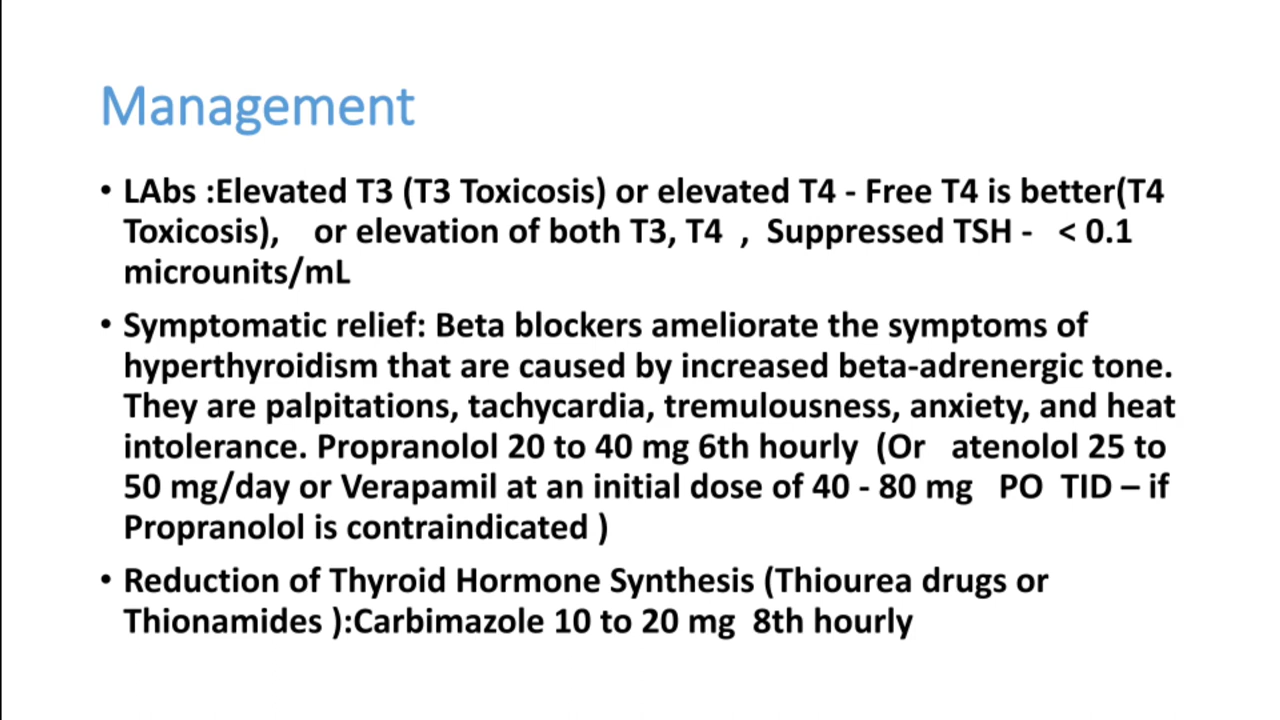 Management
• LAbs :Elevated T3 (T3 Toxicosis) or elevated T4 - Free T4 is better(T4
Toxicosis), or elevation of both T3, T4 , Suppressed TSH - < 0.1
microunits/mL
• Symptomatic relief: Beta blockers ameliorate the symptoms of
hyperthyroidism that are caused by increased beta-adrenergic tone.
They are palpitations, tachycardia, tremulousness, anxiety, and heat
intolerance. Propranolol 20 to 40 mg 6th hourly (Or atenolol 25 to
50 mg/day or Verapamil at an initial dose of 40 - 80 mg PO TID – if
Propranolol is contraindicated )
• Reduction of Thyroid Hormone Synthesis (Thiourea drugs or
Thionamides ):Carbimazole 10 to 20 mg 8th hourly